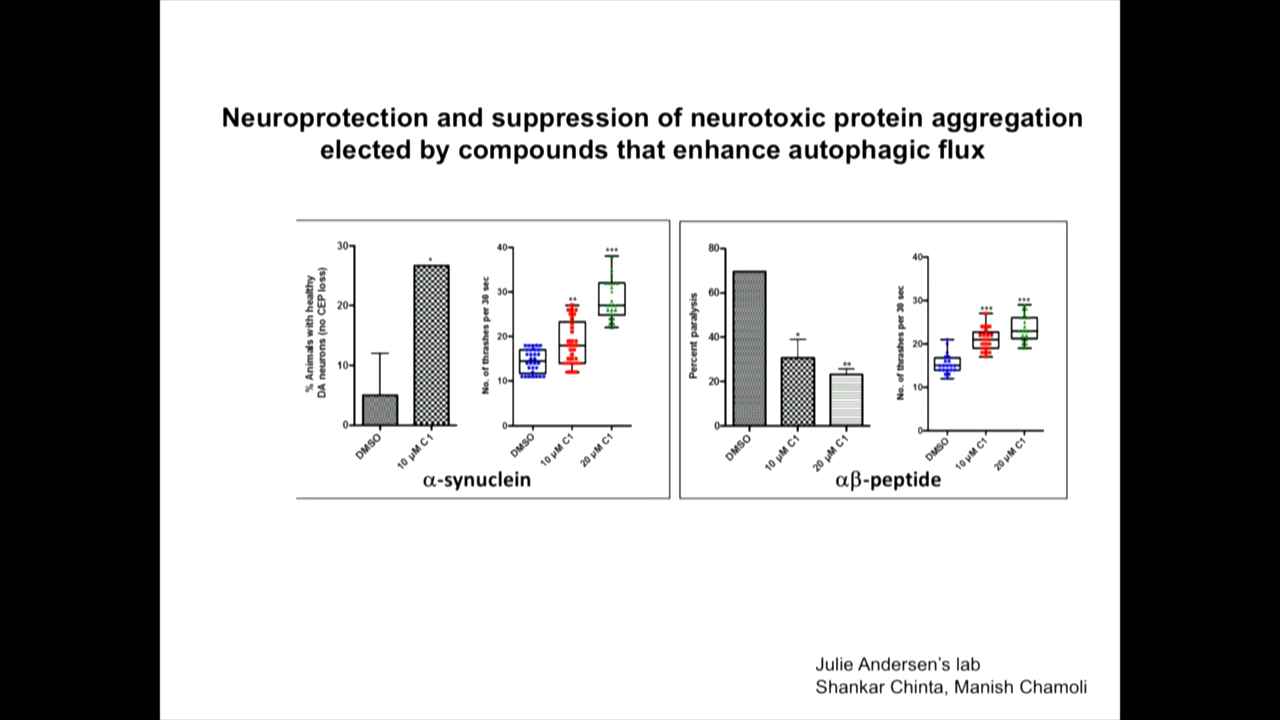 Neuroprotection and suppression of neurotoxic protein aggregation
elected by compounds that enhance autophagic flux
% Animals with healthy
DA neurons (no CEP loss)
30
20
10
0
*
DMSO
10 µM C1
No. of thrashes per 30 sec
40
30
20
10
0
**
***
DMSO
10 µM C1
20 µM C1
α-synuclein
Percent paralysis
80
60
40
20
0
*
**
DMSO
10 µM C1
20 µM C1
No. of thrashes per 30 sec
40
30
20
10
0
***
***
DMSO
10 µM C1
20 µM C1
αβ-peptide
Julie Andersen's lab
Shankar Chinta, Manish Chamoli